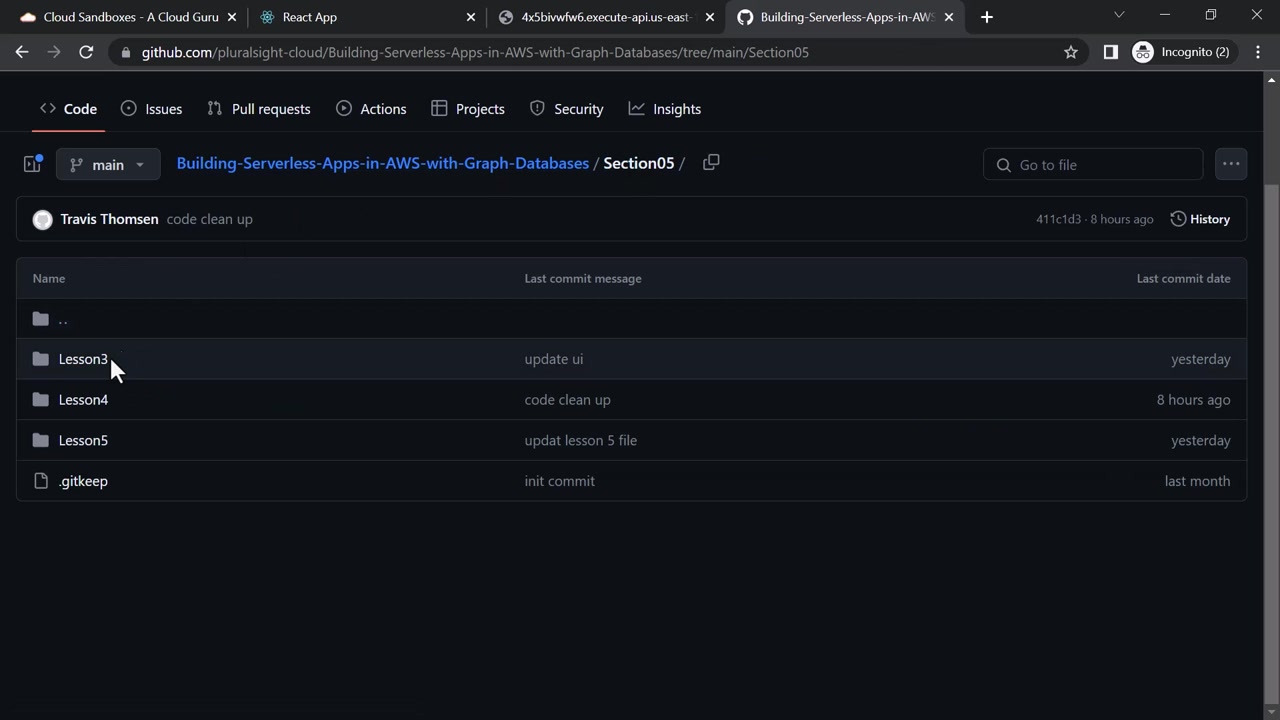 Cloud Sandboxes - A Cloud Guru
React App
4x5bivwfw6.execute-api.us-east-
Building-Serverless-Apps-in-AWS
github.com/pluralsight-cloud/Building-Serverless-Apps-in-AWS-with-Graph-Databases/tree/main/Section05
Incognito (2)
Code
Issues
Pull requests
Actions
Projects
Security
Insights
main
Building-Serverless-Apps-in-AWS-with-Graph-Databases / Section05 /
Go to file
Travis Thomsen code clean up
411c1d3 · 8 hours ago
History
Name Last commit message Last commit date
..
Lesson3 update ui yesterday
Lesson4 code clean up 8 hours ago
Lesson5 updat lesson 5 file yesterday
.gitkeep init commit last month